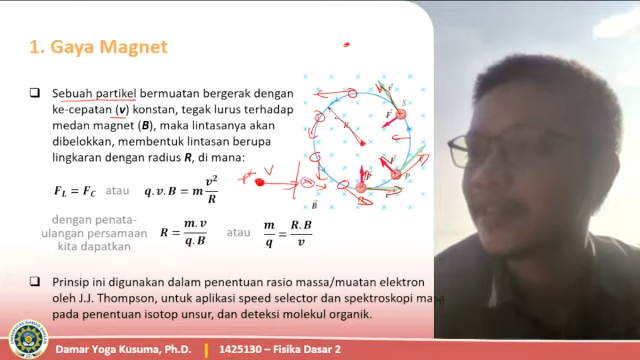 1. Gaya Magnet
Sebuah partikel bermuatan bergerak dengan
ke-cepatan (v) konstan, tegak lurus terhadap
medan magnet (B), maka lintasanya akan
dibelokkan, membentuk lintasan berupa
lingkaran dengan radius R, di mana:
F_L = F_C atau q.v.B = m v²/R
dengan penata-
ulangan persamaan
kita dapatkan
R = m.v/q.B atau m/q = R.B/v
V
R
S
F
F
P
F
B
Prinsip ini digunakan dalam penentuan rasio massa/muatan elektron
oleh J.J. Thompson, untuk aplikasi speed selector dan spektroskopi masa
pada penentuan isotop unsur, dan deteksi molekul organik.
Damar Yoga Kusuma, Ph.D. | 1425130 – Fisika Dasar 2